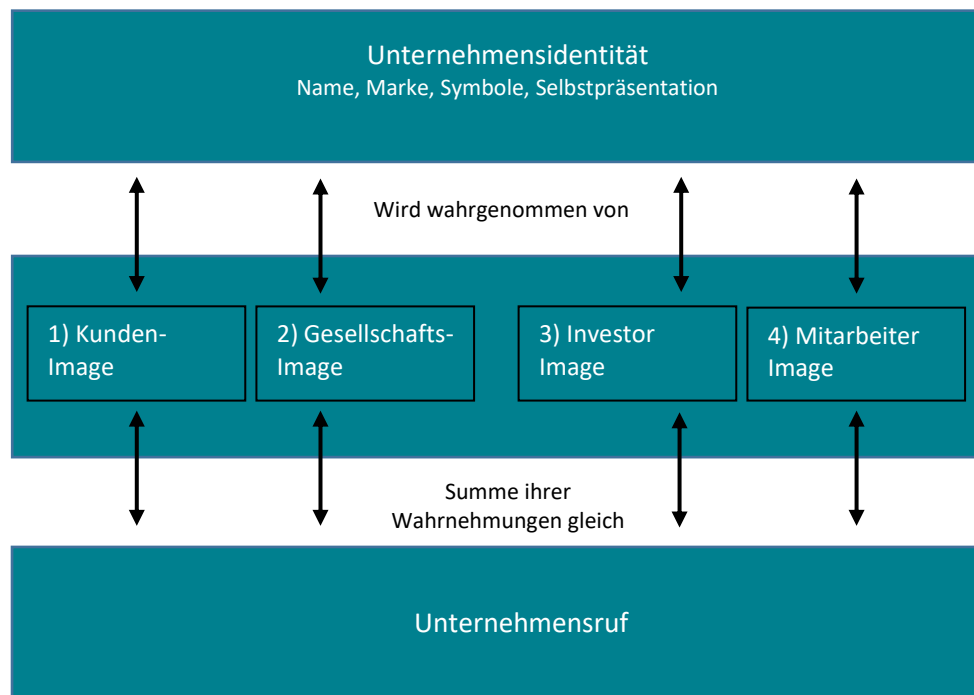 Unternehmensidentität
Name, Marke, Symbole, Selbstpräsentation
Wird wahrgenommen von
1) Kunden-
Image
2) Gesellschafts-
Image
3) Investor
Image
4) Mitarbeiter
Image
Summe ihrer
Wahrnehmungen gleich
Unternehmensruf